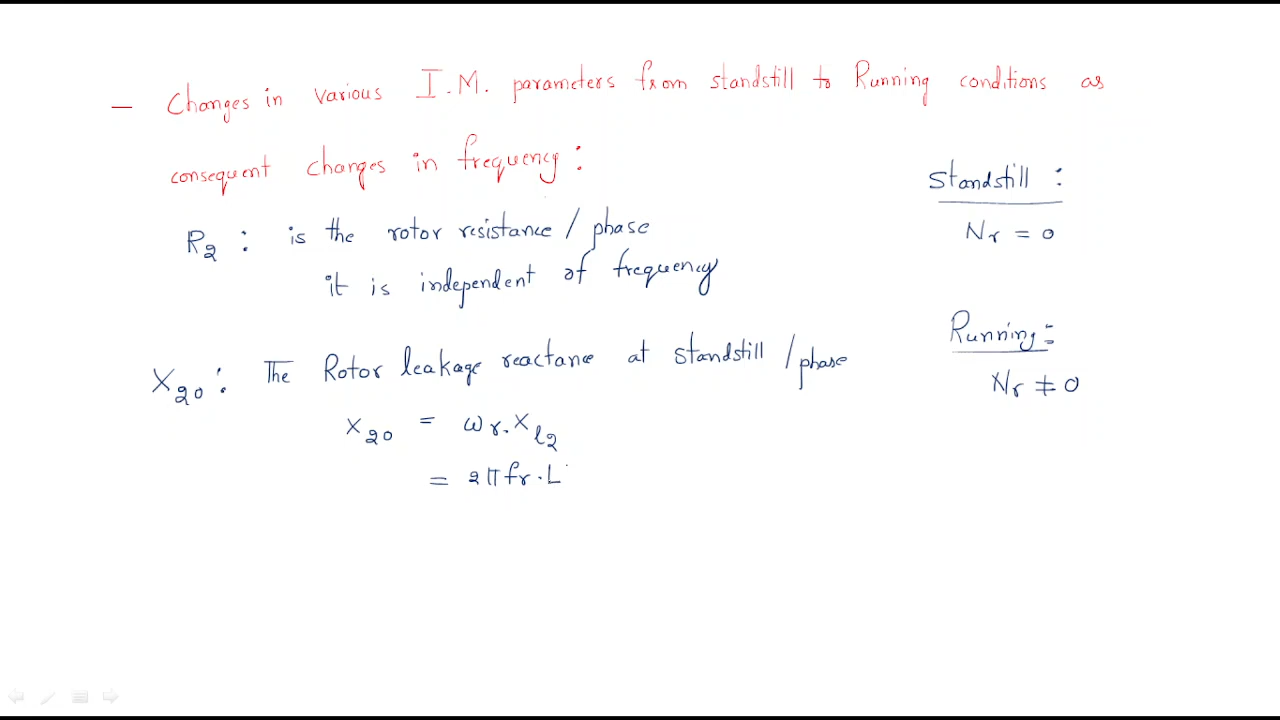 – Changes in various I.M. parameters from standstill to Running conditions as
consequent changes in frequency :
R2 : is the rotor resistance / phase
it is independent of frequency
X20 : The Rotor leakage reactane at standstill / phase
X20 = ωr. Xl2
= 2πfr . L
Standstill :
Nr = 0
Running :
Nr ≠ 0